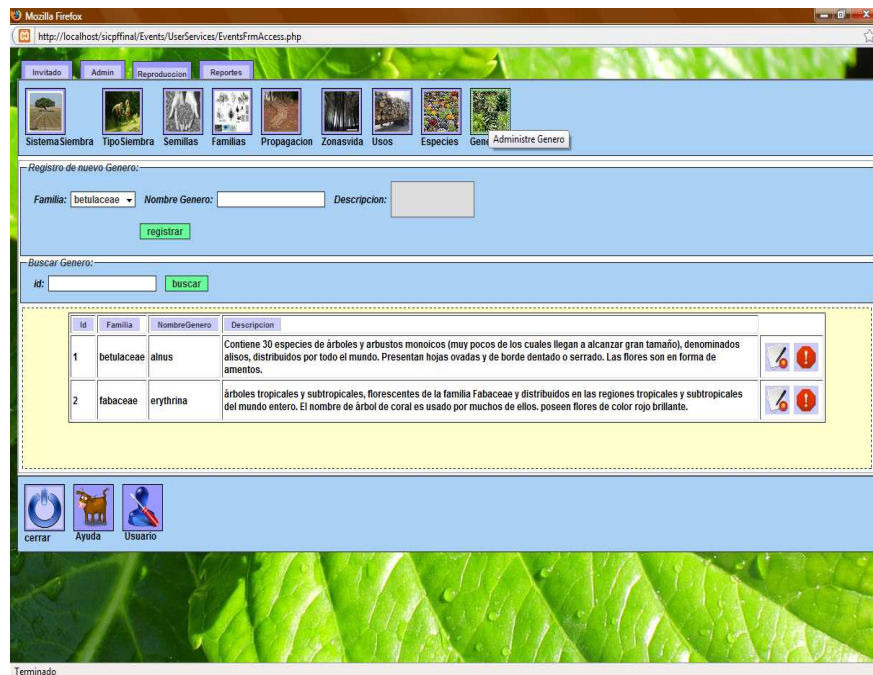 Mozilla Firefox
http://localhost/sicpffinal/Events/UserServices/EventsFrmAccess.php
Invitado Admin Reproduccion Reportes
SistemaSiembra TipoSiembra Semillas Familias Propagacion Zonasvida Usos Especies Gen
Administre Genero
Registro de nuevo Genero:
Familia: betulaceae Nombre Genero: Descripcion:
registrar
Buscar Genero:
id: buscar
Id Familia NombreGenero Descripcion
1 betulaceae alnus Contiene 30 especies de árboles y arbustos monoicos (muy pocos de los cuales llegan a alcanzar gran tamaño), denominados
alisos, distribuidos por todo el mundo. Presentan hojas ovadas y de borde dentado o serrado. Las flores son en forma de
amentos.
2 fabaceae erythrina árboles tropicales y subtropicales, florescentes de la familia Fabaceae y distribuidos en las regiones tropicales y subtropicales
del mundo entero. El nombre de árbol de coral es usado por muchos de ellos. poseen flores de color rojo brillante.
cerrar Ayuda Usuario
Terminado